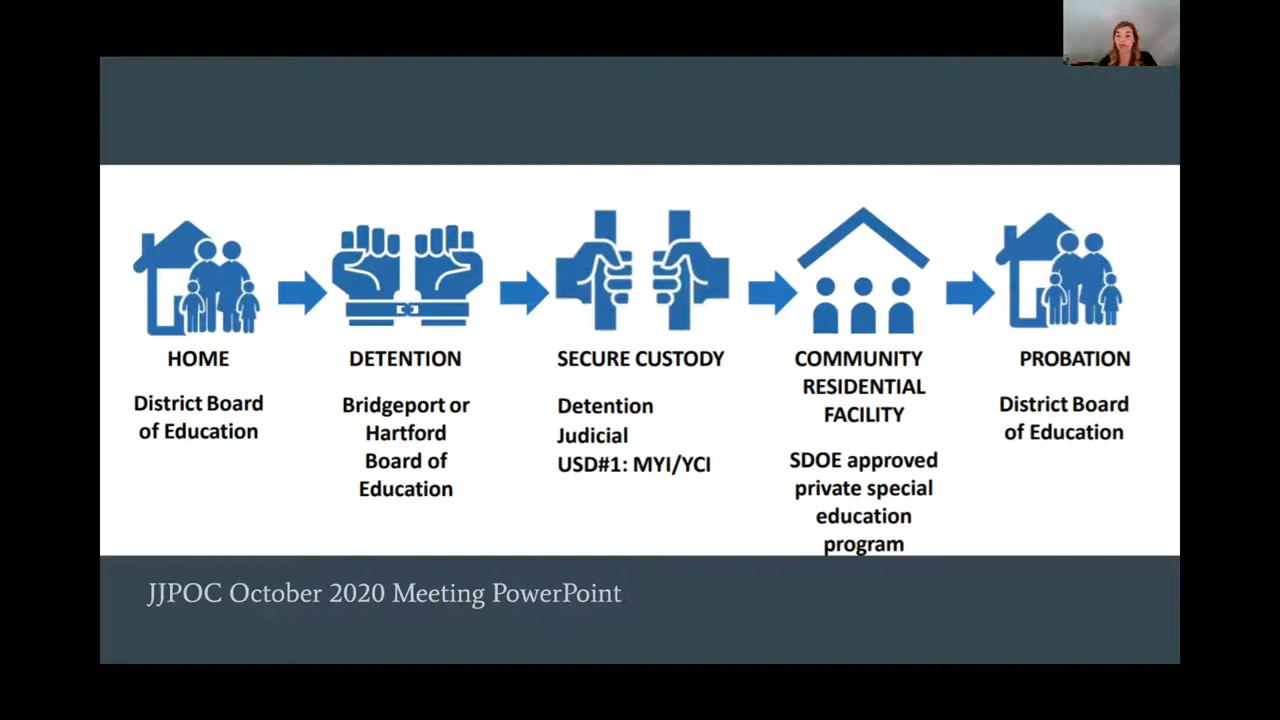 HOME
District Board
of Education
DETENTION
Bridgeport or
Hartford
Board of
Education
SECURE CUSTODY
Detention
Judicial
USD#1: MYI/YCI
COMMUNITY
RESIDENTIAL
FACILITY
SDOE approved
private special
education
program
PROBATION
District Board
of Education
JJPOC October 2020 Meeting PowerPoint